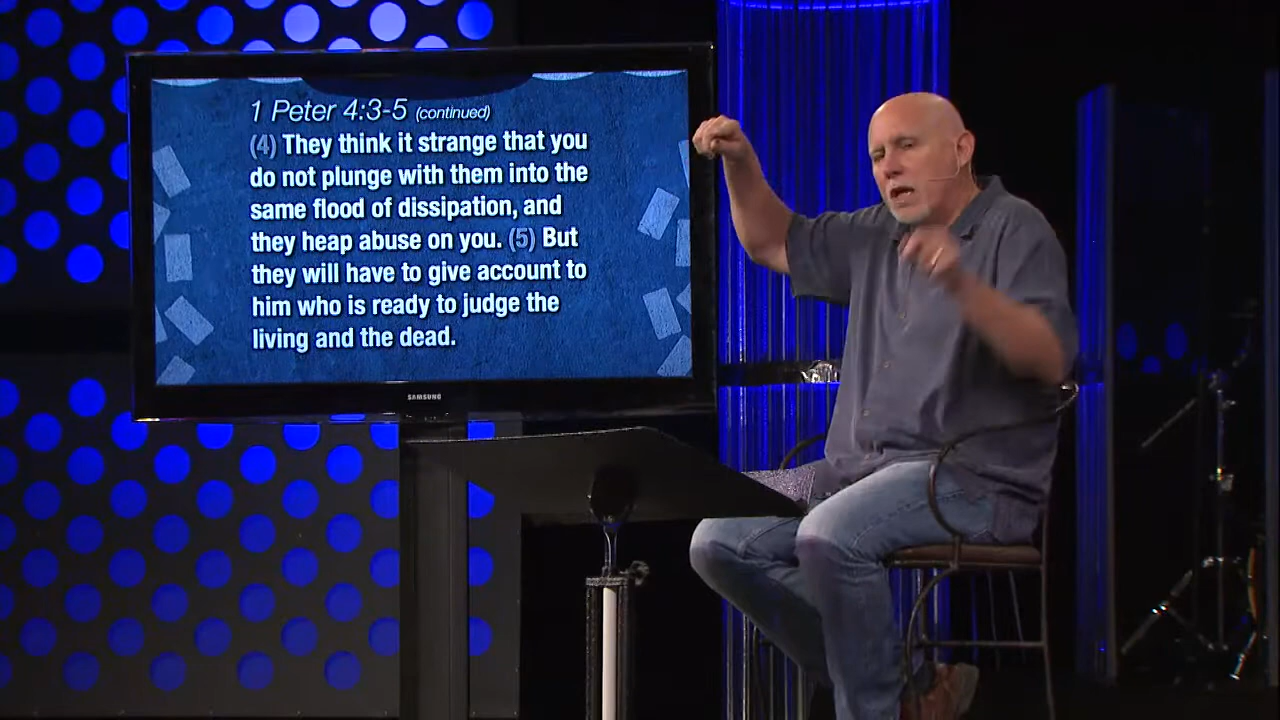 1 Peter 4:3-5 (continued)
(4) They think it strange that you
do not plunge with them into the
same flood of dissipation, and
they heap abuse on you. (5) But
they will have to give account to
him who is ready to judge the
living and the dead.
SAMSUNG